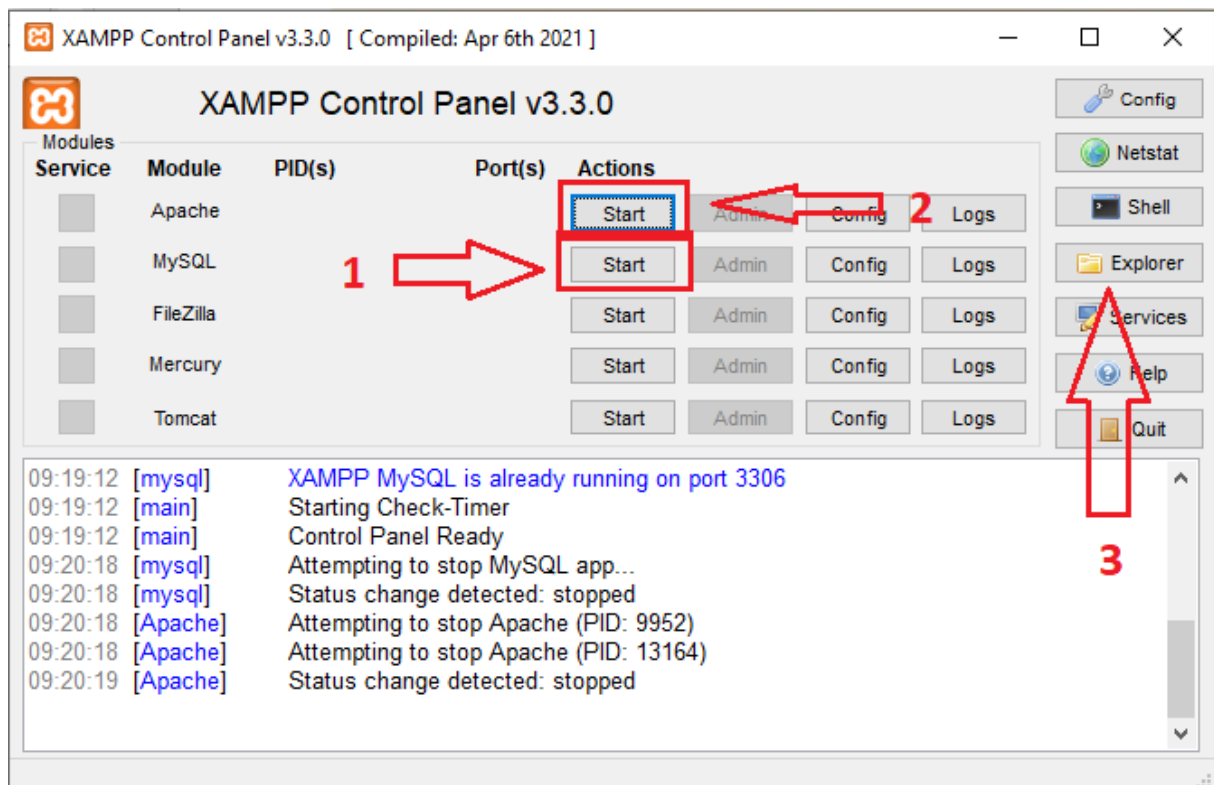 XAMPP Control Panel v3.3.0 [ Compiled: Apr 6th 2021 ]
XAMPP Control Panel v3.3.0
Config
Modules
Service Module PID(s) Port(s) Actions
Netstat
Apache Start Admin Config Logs
2
Shell
MySQL Start Admin Config Logs
1
Explorer
FileZilla Start Admin Config Logs
Services
Mercury Start Admin Config Logs
Help
Tomcat Start Admin Config Logs
Quit
09:19:12 [mysql] XAMPP MySQL is already running on port 3306
09:19:12 [main] Starting Check-Timer
09:19:12 [main] Control Panel Ready
09:20:18 [mysql] Attempting to stop MySQL app...
09:20:18 [mysql] Status change detected: stopped
09:20:18 [Apache] Attempting to stop Apache (PID: 9952)
09:20:18 [Apache] Attempting to stop Apache (PID: 13164)
09:20:19 [Apache] Status change detected: stopped
3